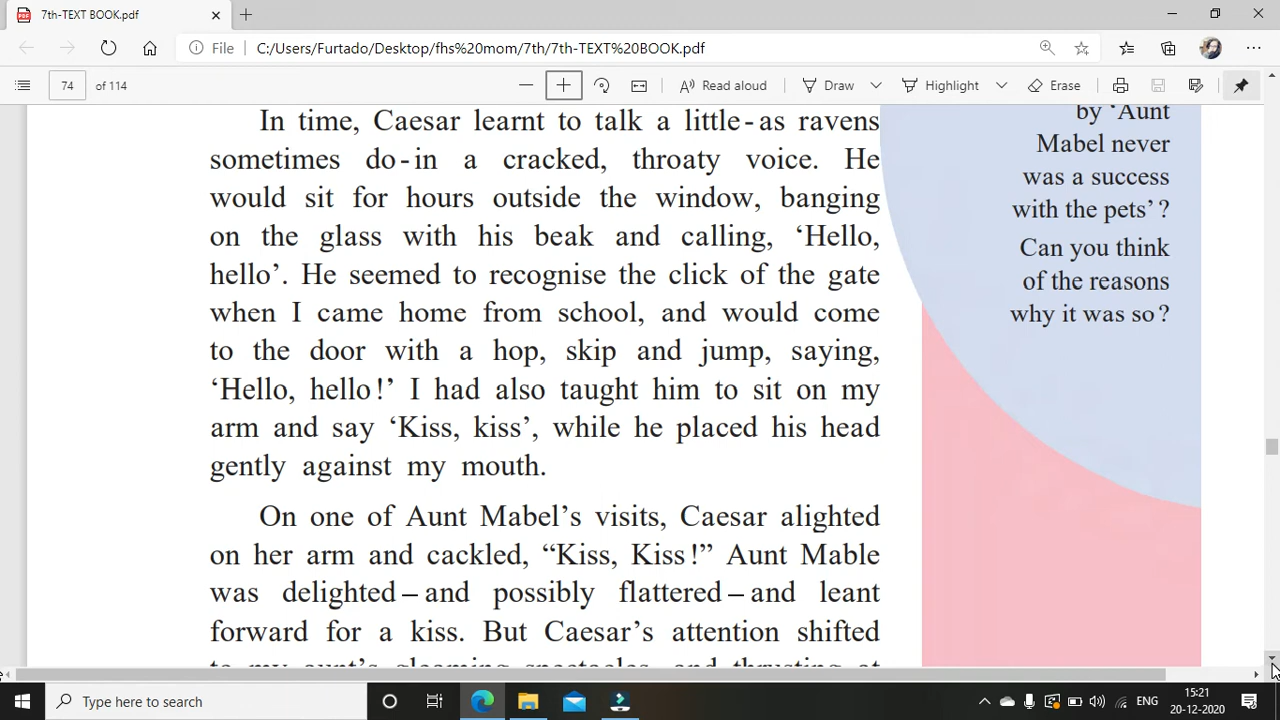 7th-TEXT BOOK.pdf
File
C:/Users/Furtado/Desktop/fhs%20mom/7th/7th-TEXT%20BOOK.pdf
74 of 114
Read aloud
Draw
Highlight
Erase
In time, Caesar learnt to talk a little-as ravens
sometimes do-in a cracked, throaty voice. He
would sit for hours outside the window, banging
on the glass with his beak and calling, ‘Hello,
hello’. He seemed to recognise the click of the gate
when I came home from school, and would come
to the door with a hop, skip and jump, saying,
‘Hello, hello!’ I had also taught him to sit on my
arm and say ‘Kiss, kiss’, while he placed his head
gently against my mouth.
On one of Aunt Mabel’s visits, Caesar alighted
on her arm and cackled, “Kiss, Kiss!” Aunt Mable
was delighted – and possibly flattered – and leant
forward for a kiss. But Caesar’s attention shifted
to my aunt’s gleaming spectacles, and thrusting at
by ‘Aunt
Mabel never
was a success
with the pets’?
Can you think
of the reasons
why it was so?
Type here to search
ENG
15:21
20-12-2020